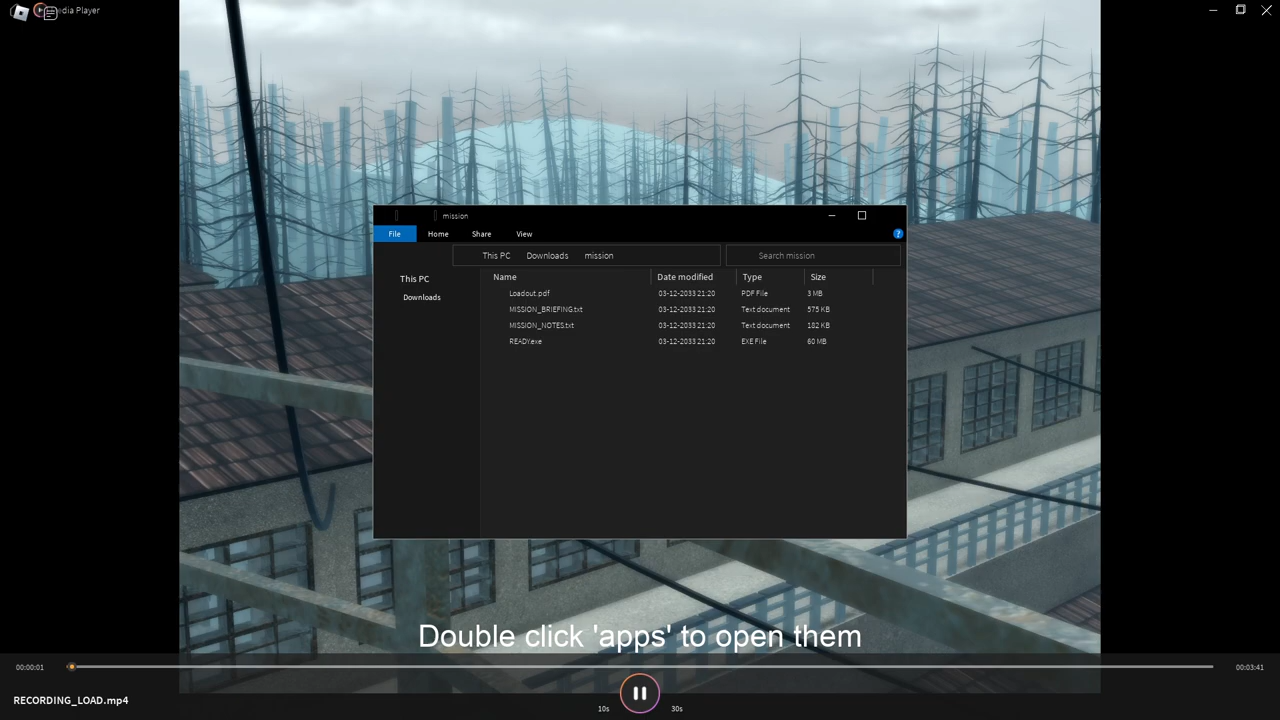 edia Player
mission
File Home Share View ?
This PC Downloads mission Search mission
This PC
Downloads
Name Date modified Type Size
Loadout.pdf 03-12-2033 21:20 PDF File 3 MB
MISSION_BRIEFING.txt 03-12-2033 21:20 Text document 575 KB
MISSION_NOTES.txt 03-12-2033 21:20 Text document 182 KB
READY.exe 03-12-2033 21:20 EXE File 60 MB
Double click 'apps' to open them
00:00:01 00:03:41
RECORDING_LOAD.mp4
10s 30s